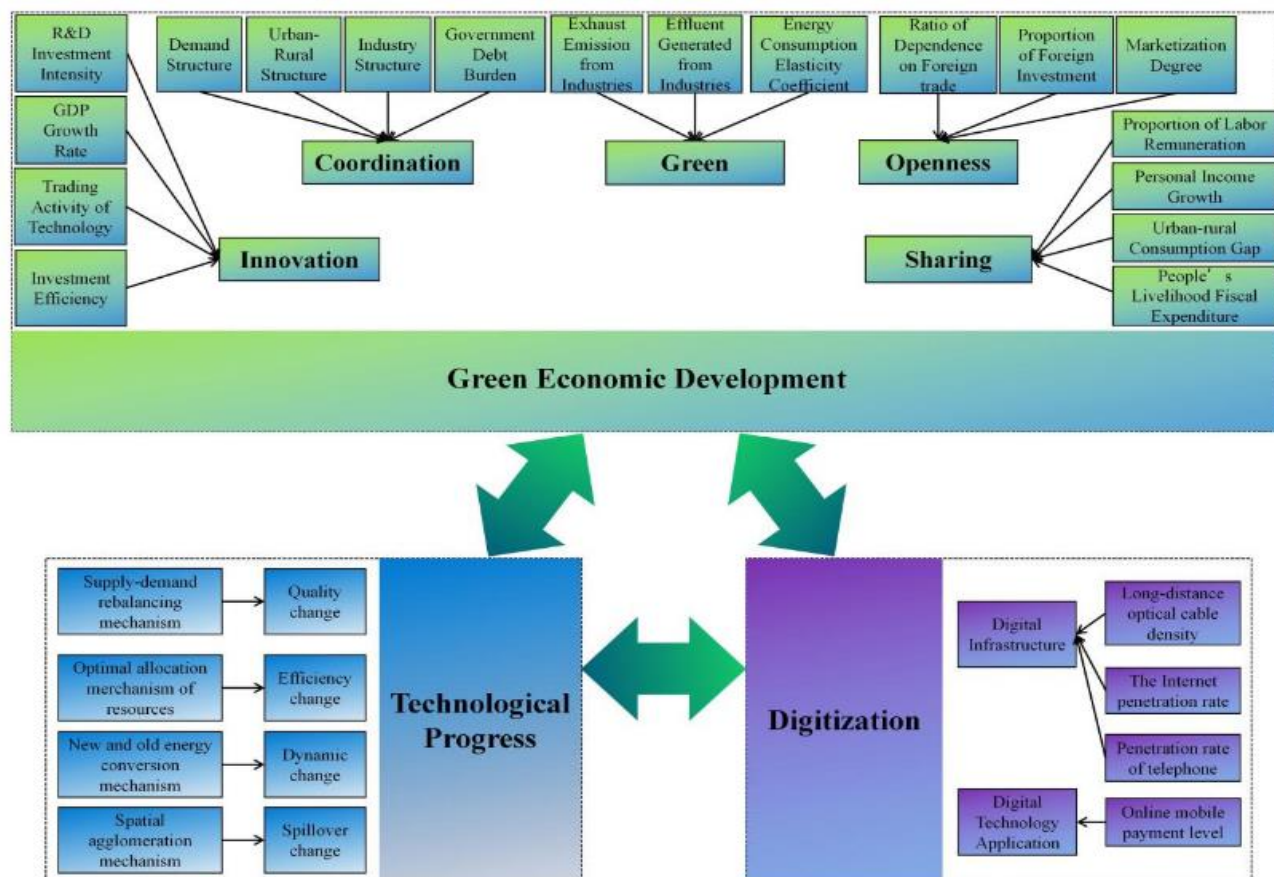 R&D
Investment
Intensity
Demand
Structure
Urban-
Rural
Structure
Industry
Structure
Government
Debt
Burden
Exhaust
Emission
from
Industries
Effluent
Generated
from
Industries
Energy
Consumption
Elasticity
Coefficient
Ratio of
Dependence
on Foreign
trade
Proportion
of Foreign
Investment
Marketization
Degree
GDP
Growth
Rate
Trading
Activity of
Technology
Investment
Efficiency
Coordination
Green
Openness
Innovation
Sharing
Proportion of Labor
Remuneration
Personal Income
Growth
Urban-rural
Consumption Gap
People’s
Livelihood Fiscal
Expenditure
Green Economic Development
Supply-demand
rebalancing
mechanism
Quality
change
Optimal allocation
merchanism of
resources
Efficiency
change
New and old energy
conversion
mechanism
Dynamic
change
Spatial
agglomeration
mechanism
Spillover
change
Technological
Progress
Digitization
Digital
Infrastructure
Long-distance
optical cable
density
The Internet
penetration rate
Penetration rate
of telephone
Digital
Technology
Application
Online mobile
payment level